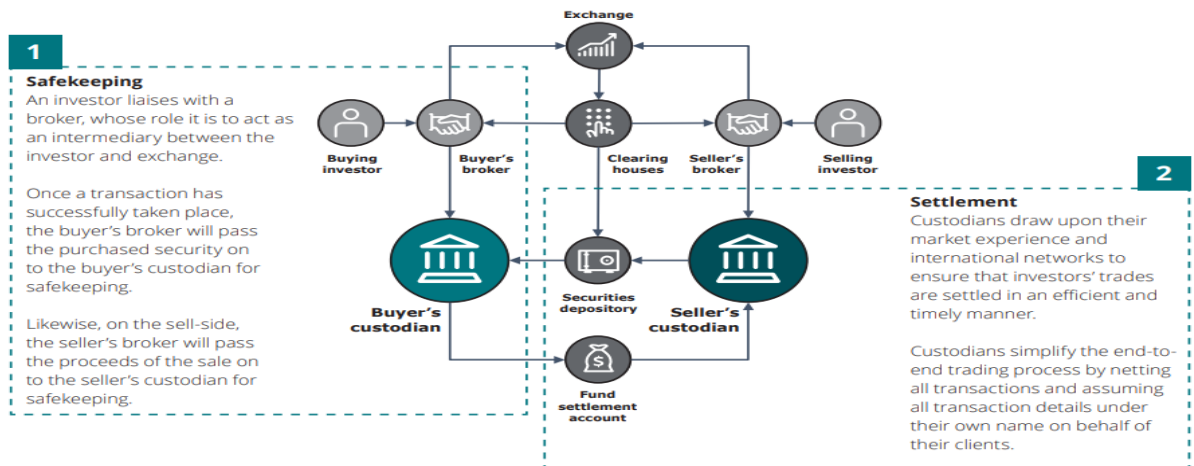 Exchange
1
Safekeeping
An investor liaises with a
broker, whose role it is to act as
an intermediary between the
investor and exchange.
Once a transaction has
successfully taken place,
the buyer's broker will pass
the purchased security on
to the buyer's custodian for
safekeeping.
Likewise, on the sell-side,
the seller's broker will pass
the proceeds of the sale on
to the seller's custodian for
safekeeping.
Buying
investor
Buyer's
broker
Clearing
houses
Seller's
broker
Selling
investor
Buyer's
custodian
Securities
depository
Seller's
custodian
$
Fund
settlement
account
2
Settlement
Custodians draw upon their
market experience and
international networks to
ensure that investors' trades
are settled in an efficient and
timely manner.
Custodians simplify the end-to-
end trading process by netting
all transactions and assuming
all transaction details under
their own name on behalf of
their clients.